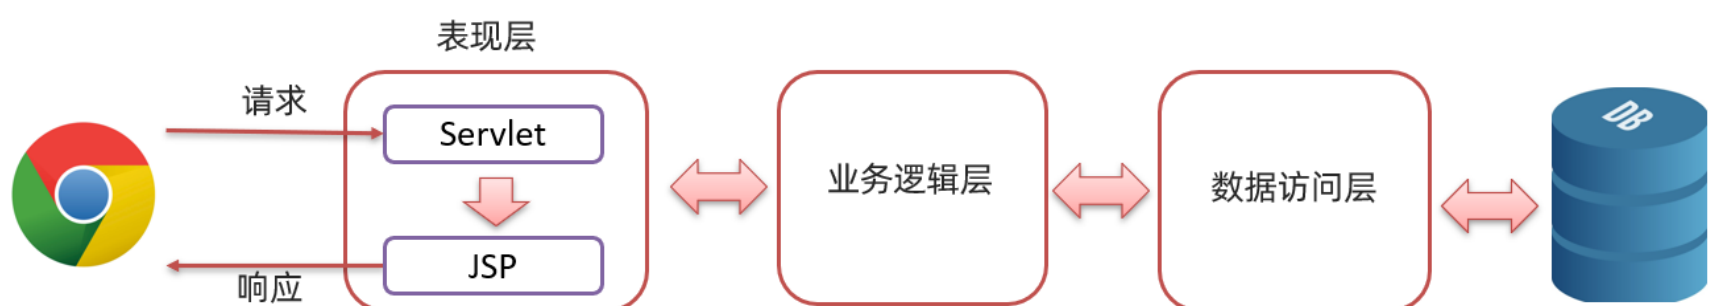 表现层
请求
Servlet
JSP
响应
业务逻辑层
数据访问层
DB